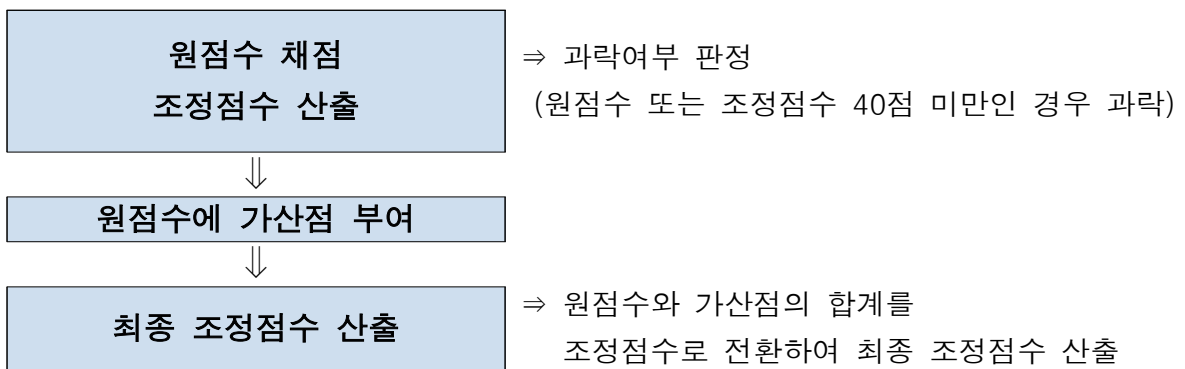 원점수 채점
조정점수 산출
⇒ 과락여부 판정
(원점수 또는 조정점수 40점 미만인 경우 과락)
⇓
원점수에 가산점 부여
⇓
최종 조정점수 산출
⇒ 원점수와 가산점의 합계를
조정점수로 전환하여 최종 조정점수 산출